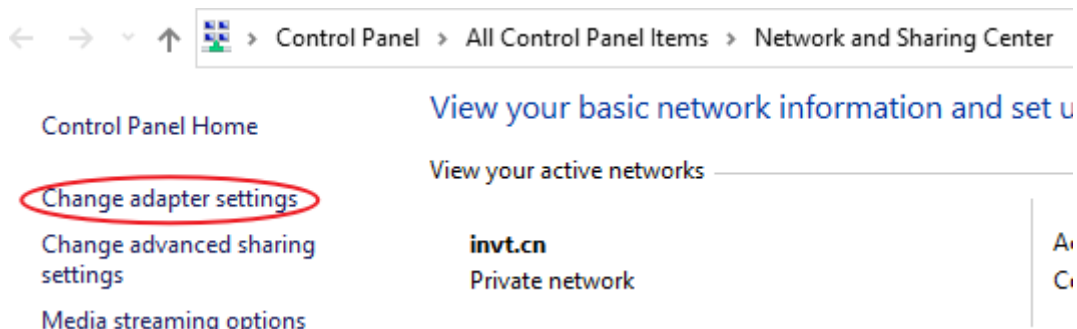 Control Panel > All Control Panel Items > Network and Sharing Center
Control Panel Home
Change adapter settings
Change advanced sharing
settings
Media streaming options
View your basic network information and set u
View your active networks
invt.cn
Private network